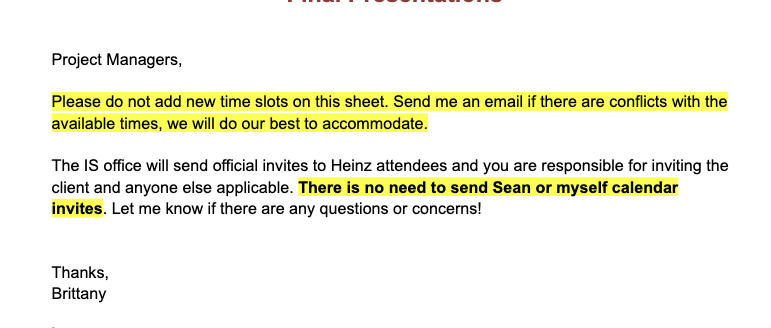 Final Presentations
Project Managers,
Please do not add new time slots on this sheet. Send me an email if there are conflicts with the
available times, we will do our best to accommodate.
The IS office will send official invites to Heinz attendees and you are responsible for inviting the
client and anyone else applicable. There is no need to send Sean or myself calendar
invites. Let me know if there are any questions or concerns!
Thanks,
Brittany